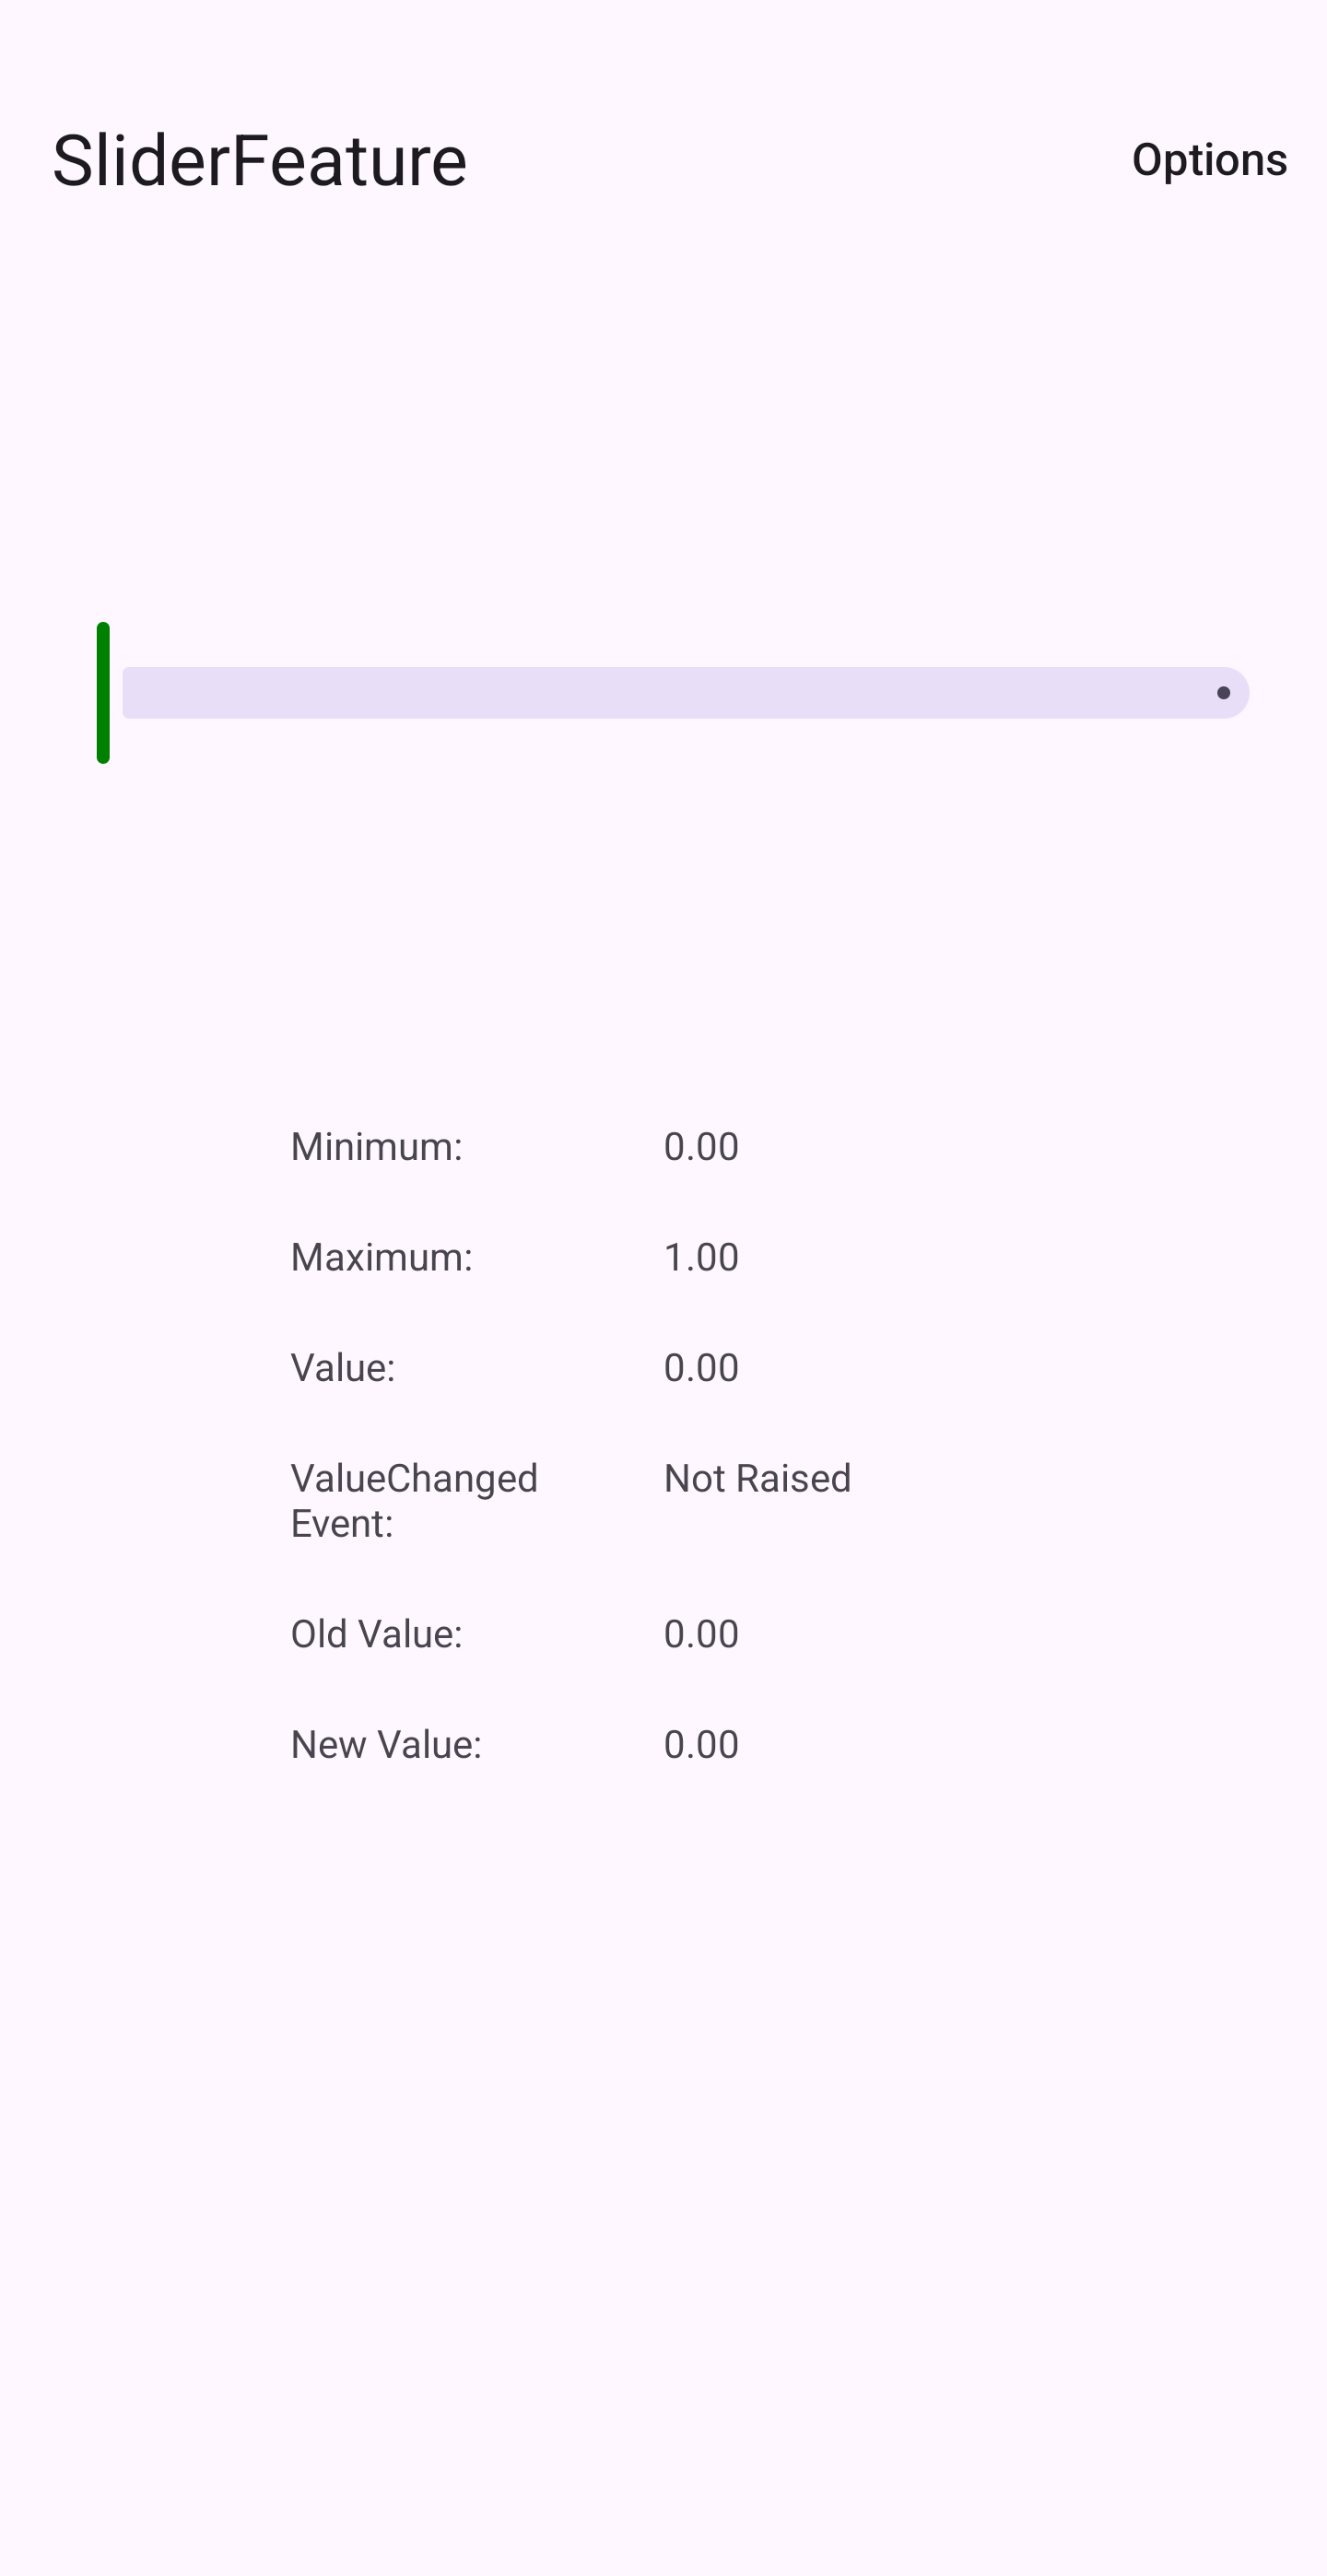 SliderFeature Options
Minimum: 0.00
Maximum: 1.00
Value: 0.00
ValueChanged Not Raised
Event:
Old Value: 0.00
New Value: 0.00